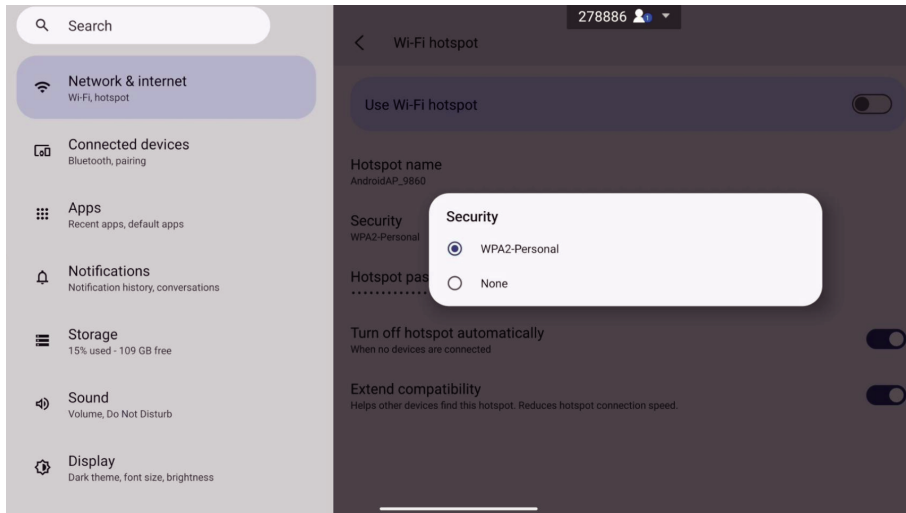 278886
Search
Network & internet
Wi-Fi, hotspot
Connected devices
Bluetooth, pairing
Apps
Recent apps, default apps
Notifications
Notification history, conversations
Storage
15% used - 109 GB free
Sound
Volume, Do Not Disturb
Display
Dark theme, font size, brightness
Wi-Fi hotspot
Use Wi-Fi hotspot
Hotspot name
AndroidAP_9860
Security
WPA2-Personal
Hotspot pas
Security
WPA2-Personal
None
Turn off hotspot automatically
When no devices are connected
Extend compatibility
Helps other devices find this hotspot. Reduces hotspot connection speed.